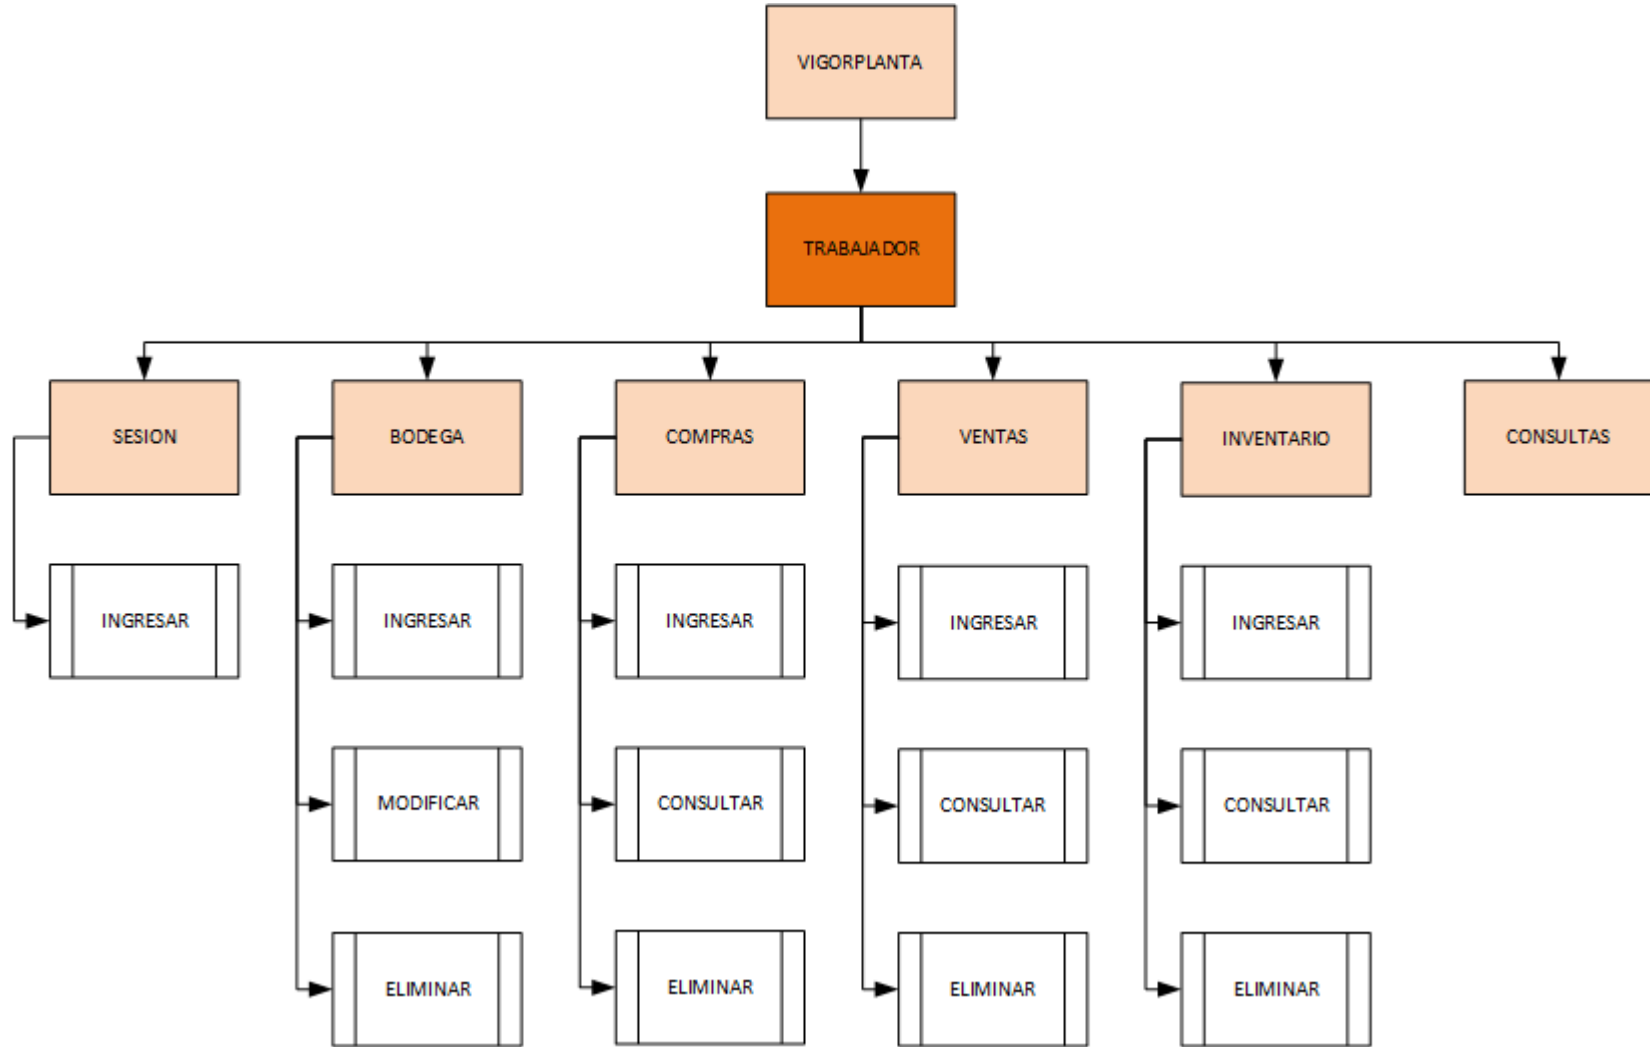 VIGORPLANTA
TRABAJADOR
SESION
BODEGA
COMPRAS
VENTAS
INVENTARIO
CONSULTAS
INGRESAR
INGRESAR
INGRESAR
INGRESAR
INGRESAR
MODIFICAR
CONSULTAR
CONSULTAR
CONSULTAR
ELIMINAR
ELIMINAR
ELIMINAR
ELIMINAR